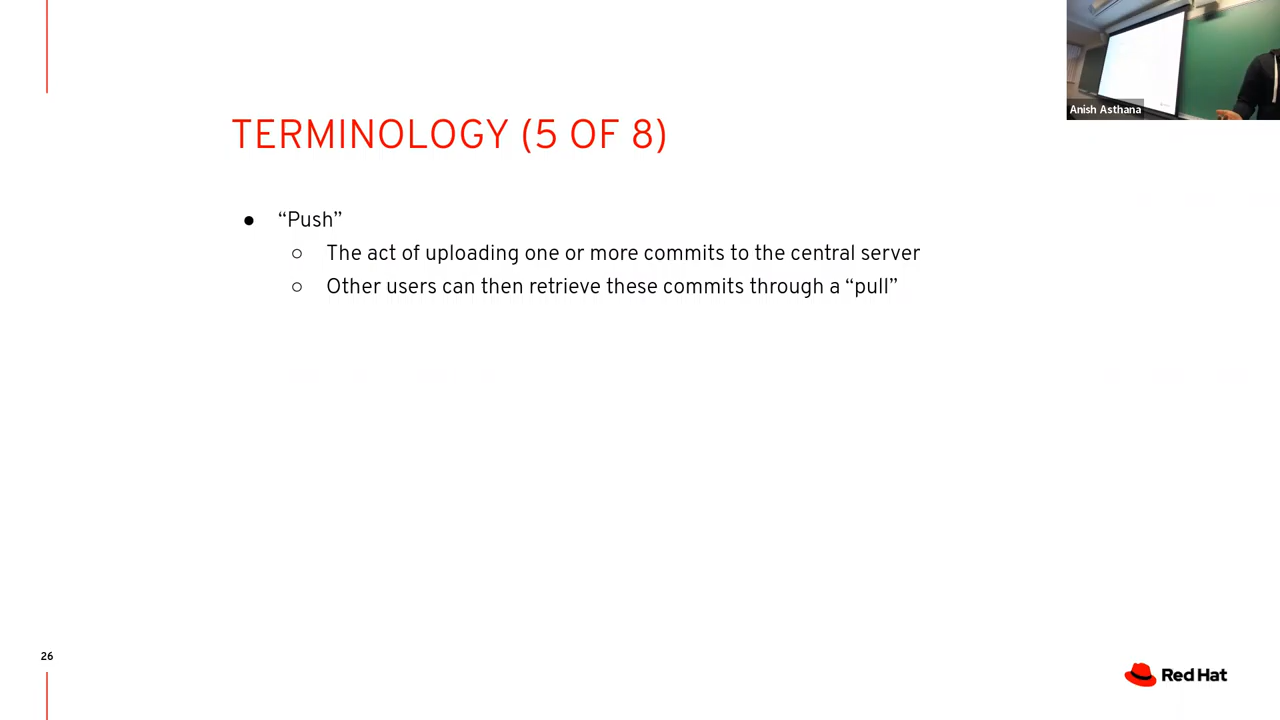 Anish Asthana
TERMINOLOGY (5 OF 8)
● “Push”
○ The act of uploading one or more commits to the central server
○ Other users can then retrieve these commits through a “pull”
26
Red Hat